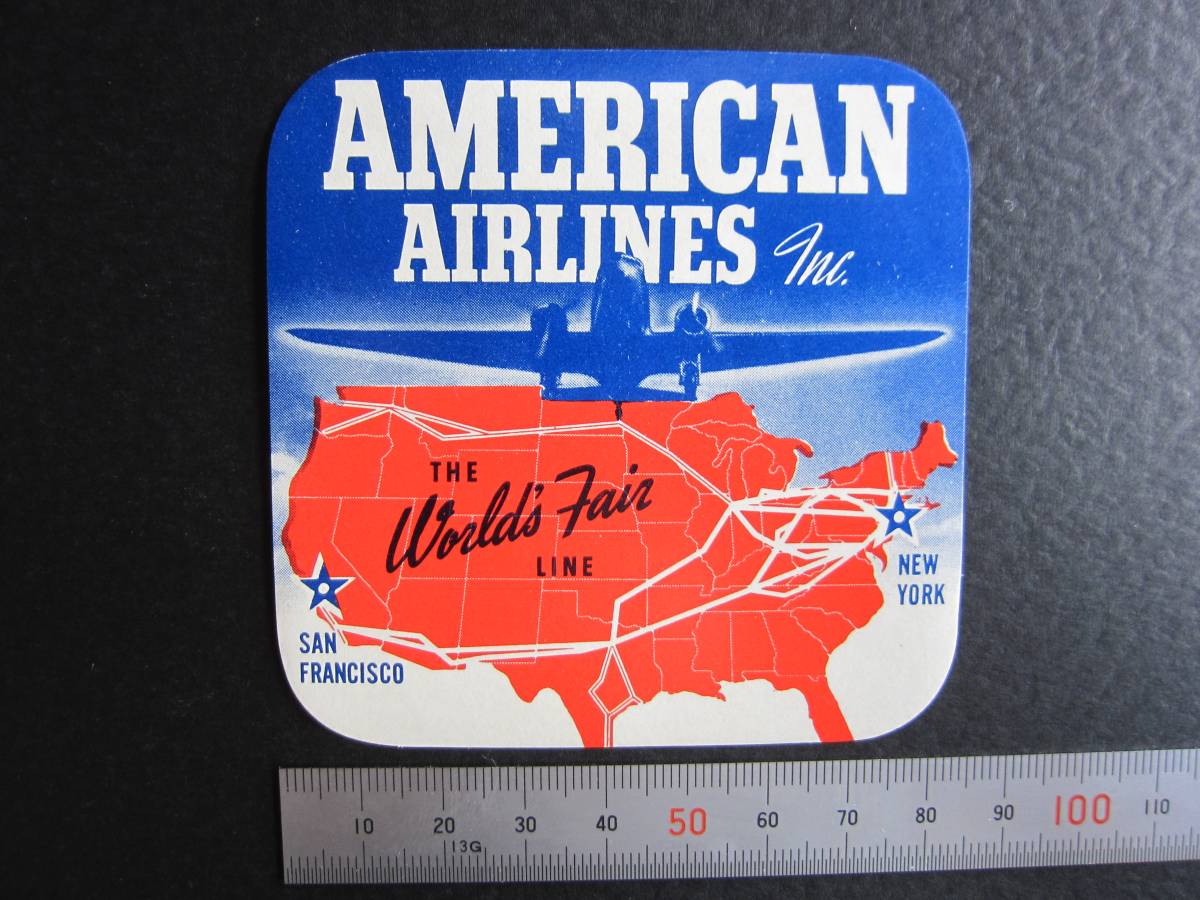 AMERICAN
AIRLINES Inc.
THE
World's Fair
LINE
NEW
YORK
SAN
FRANCISCO
10 20 30 40 50 60 70 80 90 100 110
13G